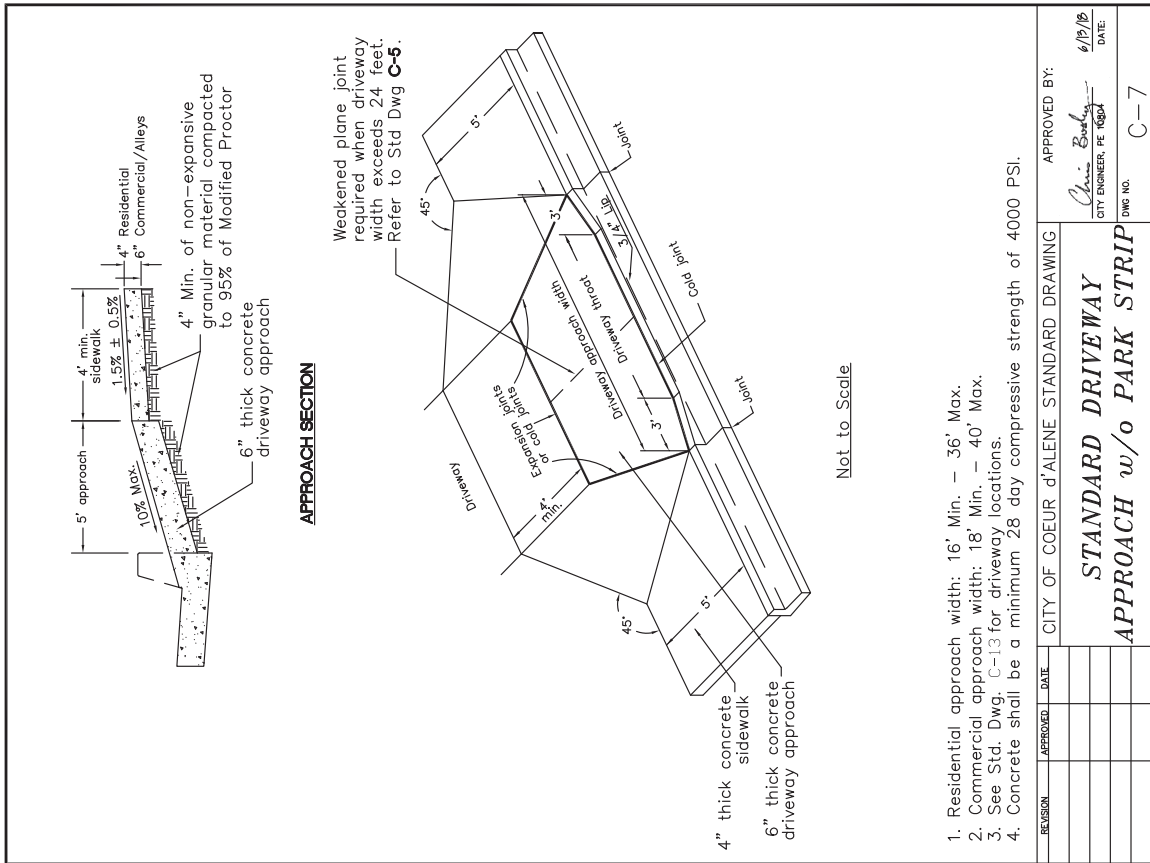 5' approach
4' min.
sidewalk
10% Max.
1.5% ± 0.5%
4" Residential
6" Commercial/Alleys
4" Min. of non-expansive
granular material compacted
to 95% of Modified Proctor
6" thick concrete
driveway approach
APPROACH SECTION
Weakened plane joint
required when driveway
width exceeds 24 feet.
Refer to Std Dwg C-5.
45°
5'
Driveway
Expansion joints
or cold joints
4'
min.
3'
Driveway approach width
Driveway throat
3/4" Lip
3'
Cold joint
Joint
Joint
45°
5'
4" thick concrete
sidewalk
6" thick concrete
driveway approach
Not to Scale
1. Residential approach width: 16' Min. – 36' Max.
2. Commercial approach width: 18' Min. – 40' Max.
3. See Std. Dwg. C-13 for driveway locations.
4. Concrete shall be a minimum 28 day compressive strength of 4000 PSI.
REVISION APPROVED DATE
CITY OF COEUR d'ALENE STANDARD DRAWING
STANDARD DRIVEWAY
APPROACH w/o PARK STRIP
APPROVED BY:
CITY ENGINEER, PE 10804
DATE:
DWG NO. C-7